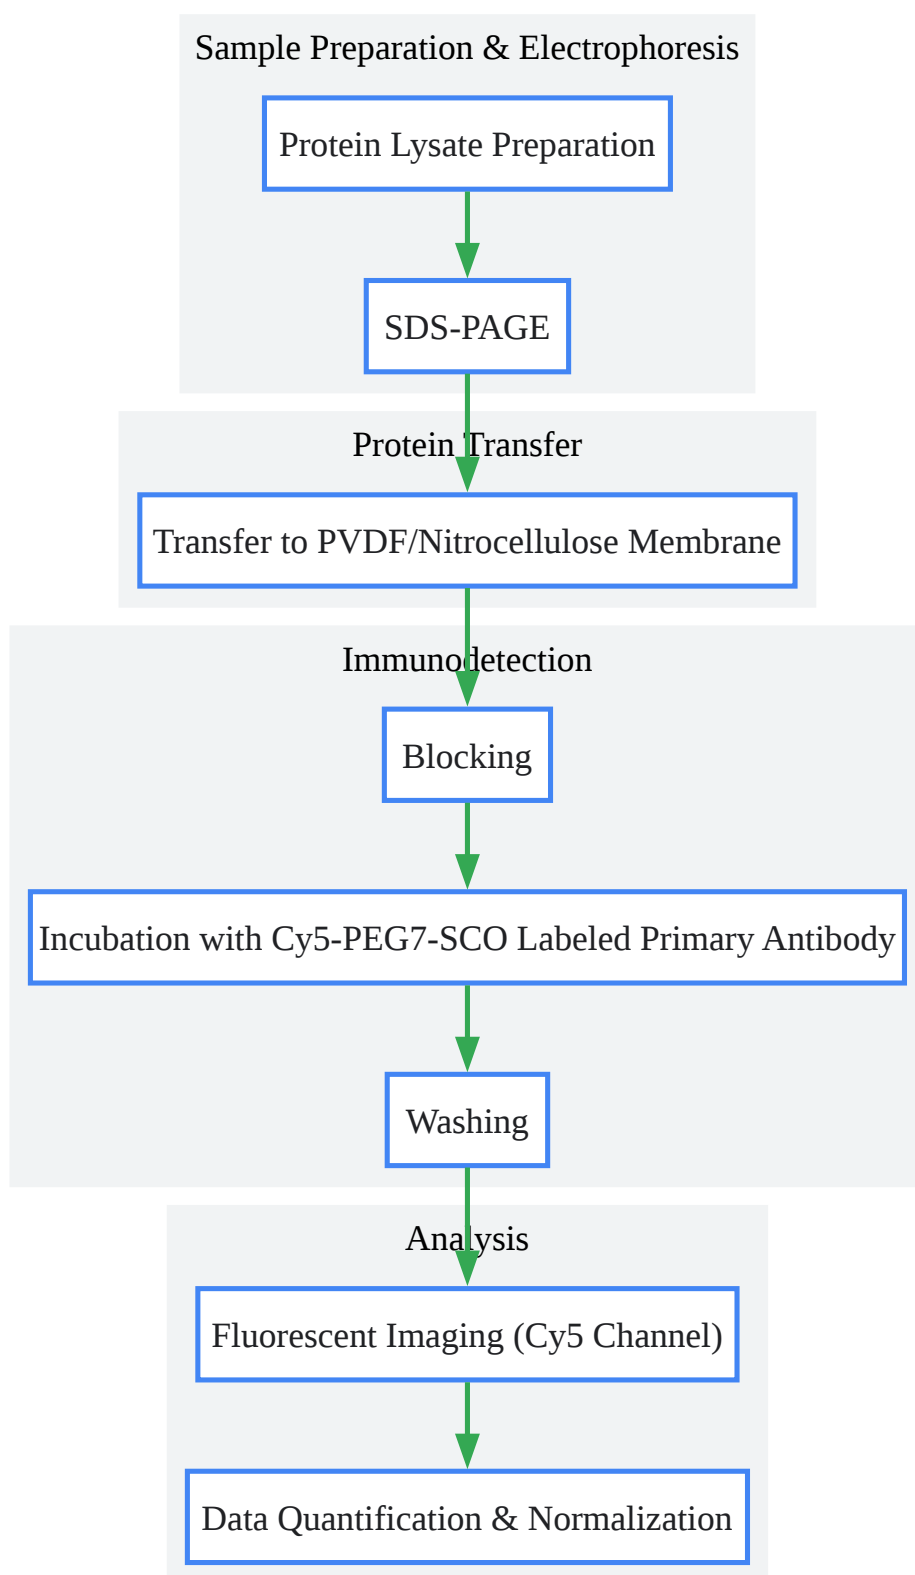 Sample Preparation & Electrophoresis
Protein Lysate Preparation
SDS-PAGE
Protein Transfer
Transfer to PVDF/Nitrocellulose Membrane
Immunodetection
Blocking
Incubation with Cy5-PEG7-SCO Labeled Primary Antibody
Washing
Analysis
Fluorescent Imaging (Cy5 Channel)
Data Quantification & Normalization